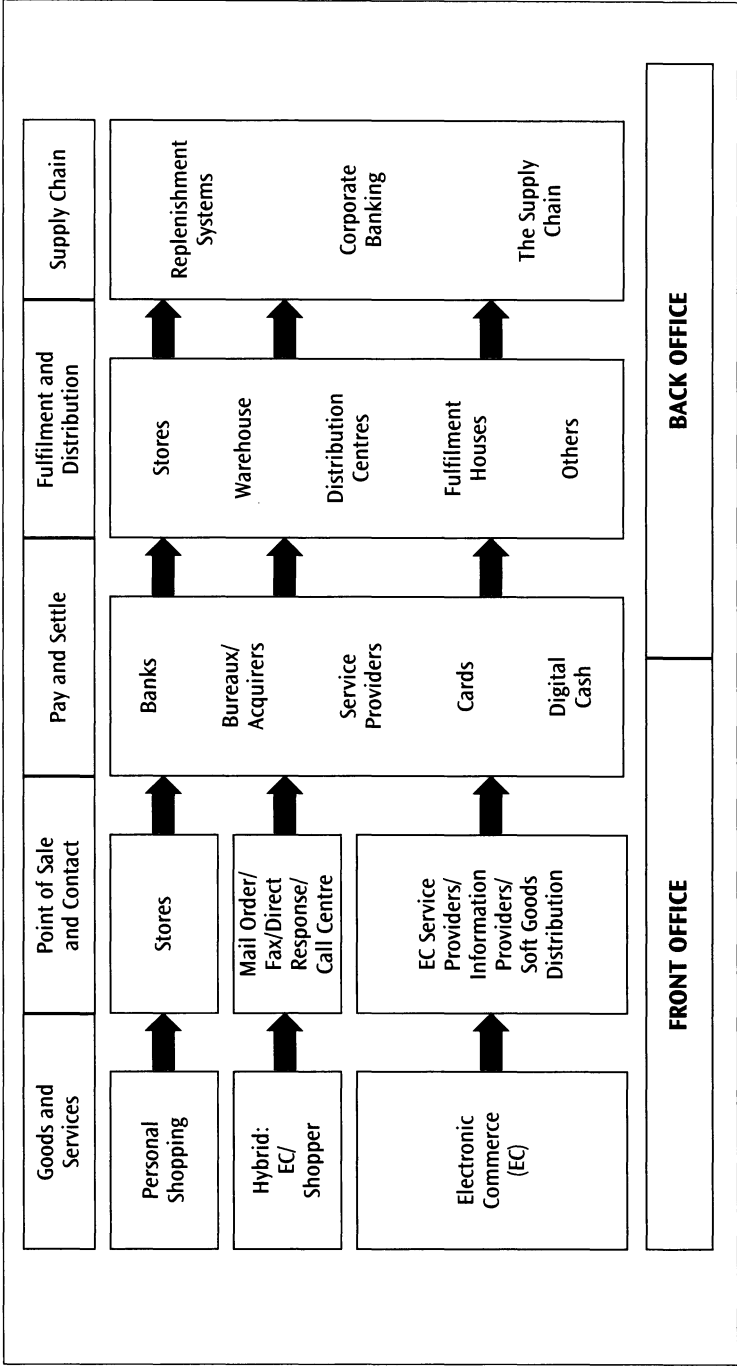 Goods and
Services
Point of Sale
and Contact
Pay and Settle
Fulfilment and
Distribution
Supply Chain
Personal
Shopping
Hybrid:
EC/
Shopper
Electronic
Commerce
(EC)
Stores
Mail Order/
Fax/Direct
Response/
Call Centre
EC Service
Providers/
Information
Providers/
Soft Goods
Distribution
Banks
Bureaux/
Acquirers
Service
Providers
Cards
Digital
Cash
Stores
Warehouse
Distribution
Centres
Fulfilment
Houses
Others
Replenishment
Systems
Corporate
Banking
The Supply
Chain
FRONT OFFICE
BACK OFFICE